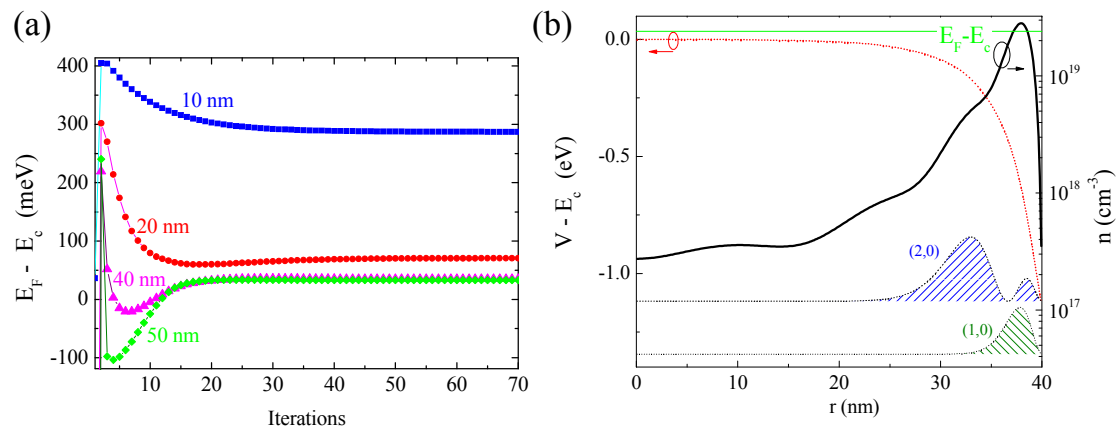 (a)
400
300
200
100
0
-100
E_F - E_c (meV)
10 nm
20 nm
40 nm
50 nm
10 20 30 40 50 60 70
Iterations
(b)
0.0
-0.5
-1.0
V - E_c (eV)
E_F-E_c
10^19
10^18
10^17
n (cm^-3)
(2,0)
(1,0)
0 10 20 30 40
r (nm)